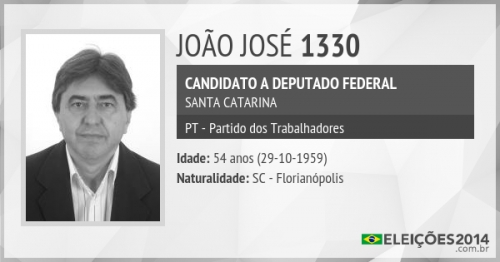 JOÃO JOSÉ 1330
CANDIDATO A DEPUTADO FEDERAL
SANTA CATARINA
PT - Partido dos Trabalhadores
Idade: 54 anos (29-10-1959)
Naturalidade: SC - Florianópolis
ELEIÇÕES2014
.com.br